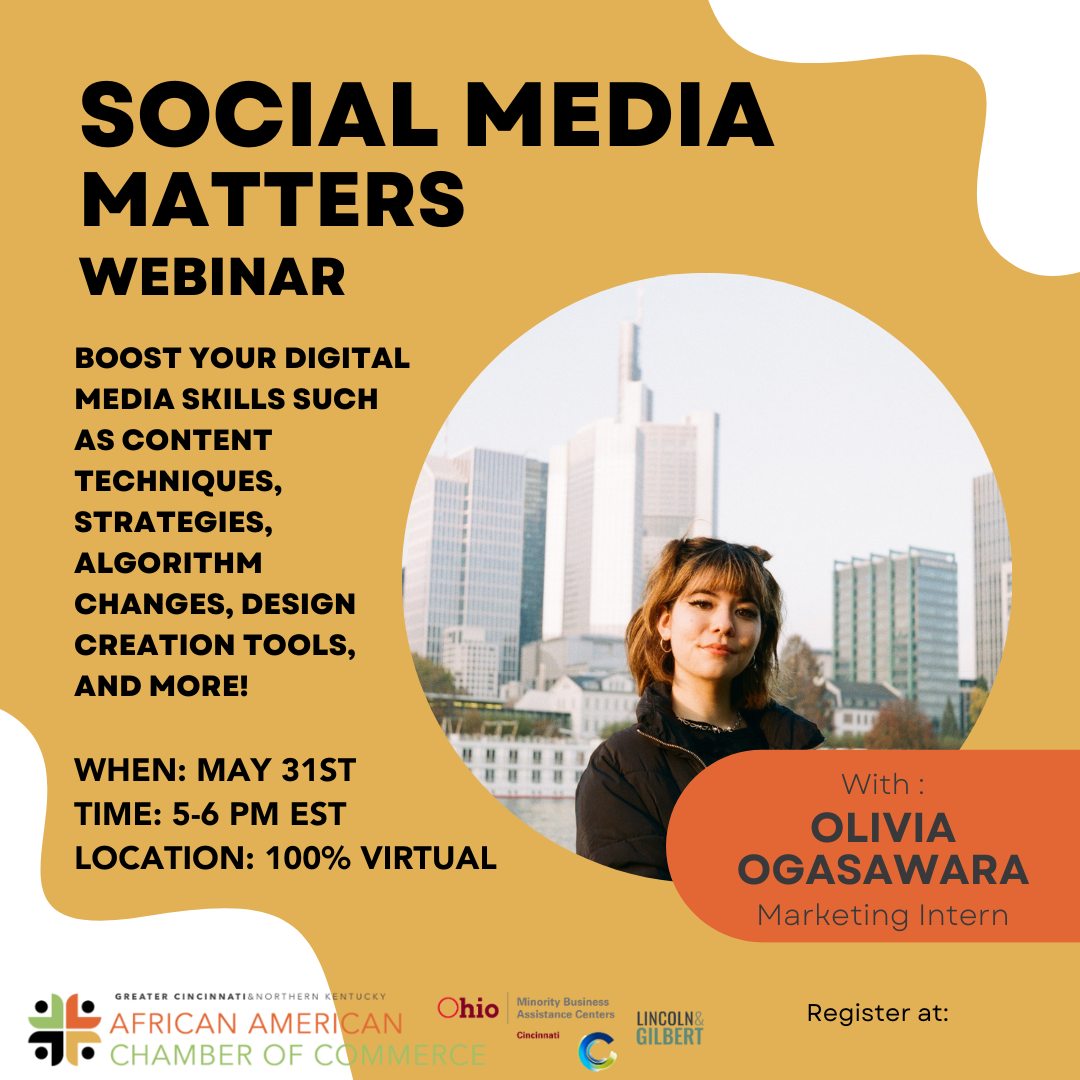 SOCIAL MEDIA
MATTERS
WEBINAR
BOOST YOUR DIGITAL
MEDIA SKILLS SUCH
AS CONTENT
TECHNIQUES,
STRATEGIES,
ALGORITHM
CHANGES, DESIGN
CREATION TOOLS,
AND MORE!
WHEN: MAY 31ST
TIME: 5-6 PM EST
LOCATION: 100% VIRTUAL
With :
OLIVIA
OGASAWARA
Marketing Intern
GREATER CINCINNATI&NORTHERN KENTUCKY
AFRICAN AMERICAN
CHAMBER OF COMMERCE
Ohio
Minority Business
Assistance Centers
Cincinnati
LINCOLN&
GILBERT
Register at: